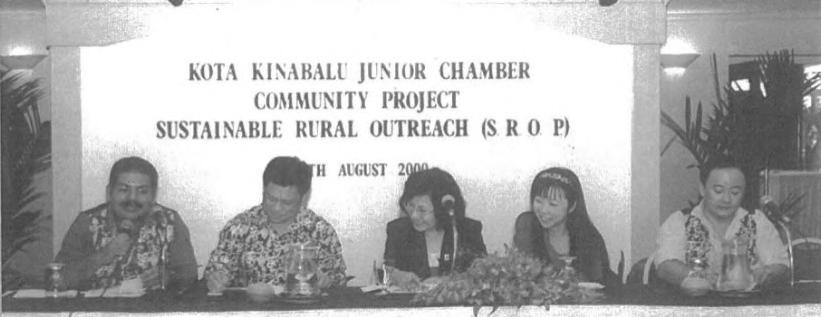 KOTA KINABALU JUNIOR CHAMBER
COMMUNITY PROJECT
SUSTAINABLE RURAL OUTREACH (S. R. O. P)
TH AUGUST 2000